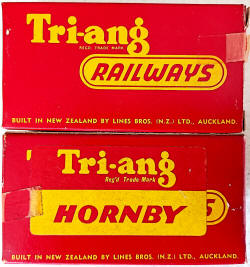 Tri-ang
REG'D. TRADE MARK
RAILWAYS
BUILT IN NEW ZEALAND BY LINES BROS. (N.Z.) LTD., AUCKLAND.
Tri-ang
Reg'd Trade Mark
HORNBY S
BUILT IN NEW ZEALAND BY LINES BROS. (N.Z.) LTD., AUCKLAND.